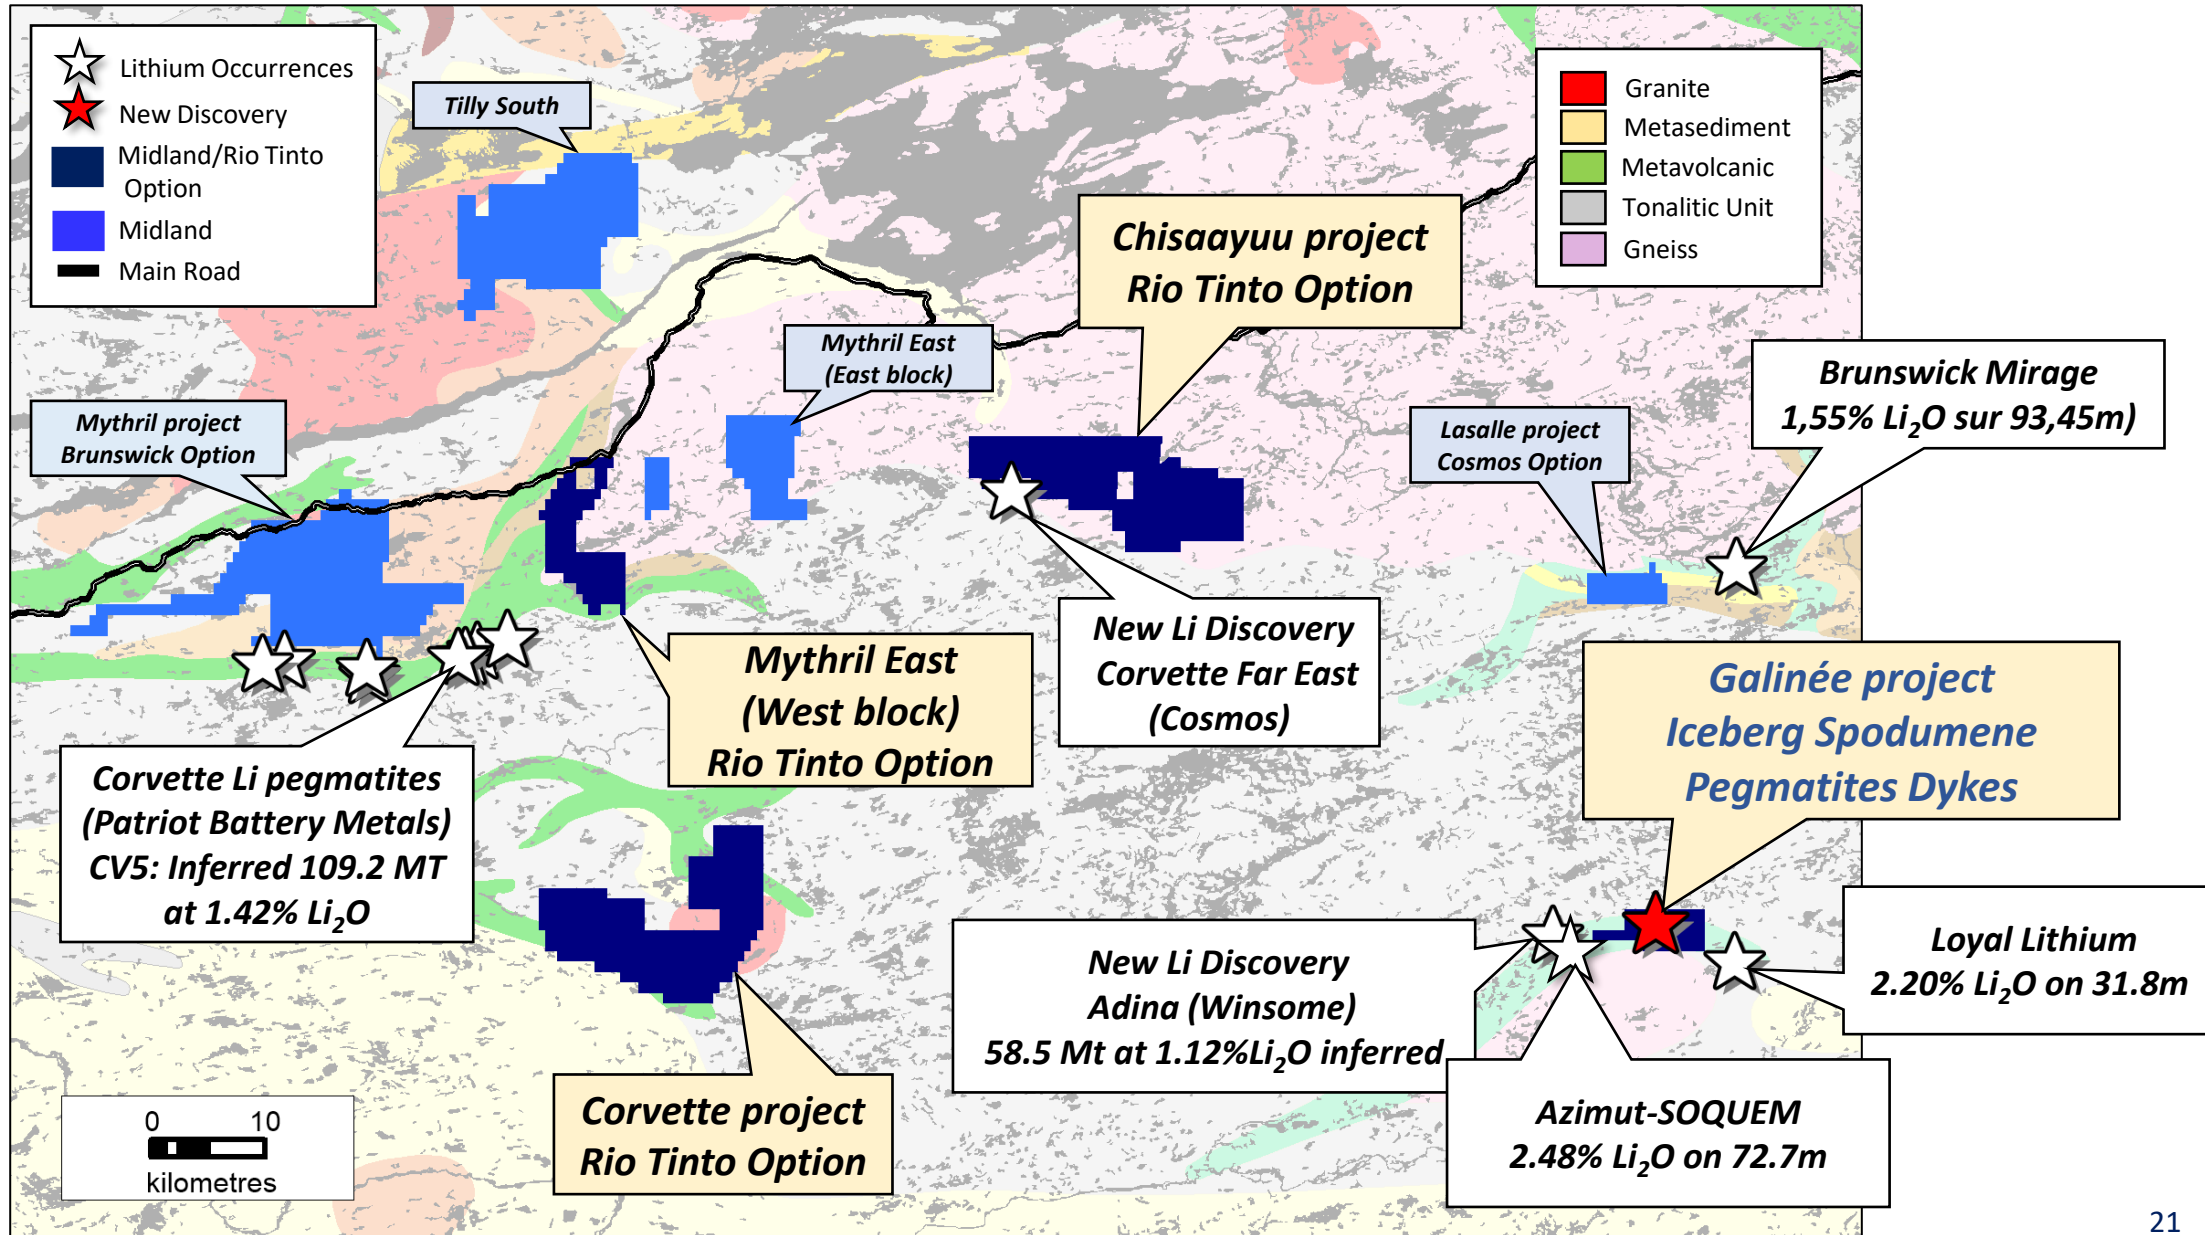 Lithium Occurrences
New Discovery
Midland/Rio Tinto
Option
Midland
Main Road
Tilly South
Granite
Metasediment
Metavolcanic
Tonalitic Unit
Gneiss
Chisaayuu project
Rio Tinto Option
Mythril East
(East block)
Brunswick Mirage
1,55% Li₂O sur 93,45m)
Mythril project
Brunswick Option
Lasalle project
Cosmos Option
New Li Discovery
Corvette Far East
(Cosmos)
Mythril East
(West block)
Rio Tinto Option
Galinée project
Iceberg Spodumene
Pegmatites Dykes
Corvette Li pegmatites
(Patriot Battery Metals)
CV5: Inferred 109.2 MT
at 1.42% Li₂O
New Li Discovery
Adina (Winsome)
58.5 Mt at 1.12%Li₂O inferred
Loyal Lithium
2.20% Li₂O on 31.8m
Azimut-SOQUEM
2.48% Li₂O on 72.7m
Corvette project
Rio Tinto Option
0 10
kilometres
21